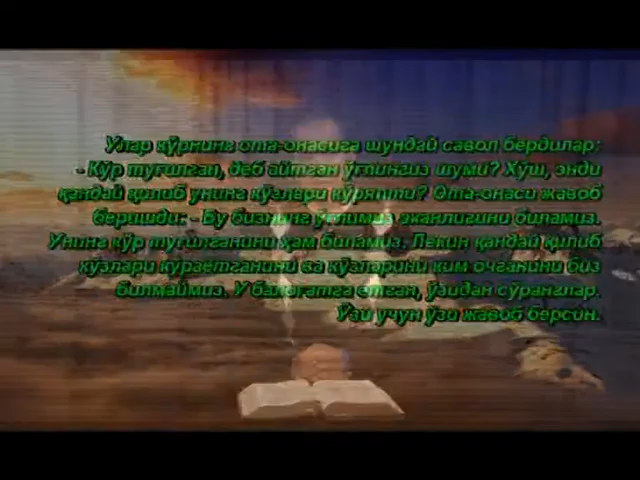 Улар кўрнинг ота-онасига шундай савол бердилар:
- Кўр туғилган, деб айтган ўғлингиз шуми? Хўш, энди
қандай қилиб унинг кўзлари кўряпти? Ота-онаси жавоб
беришди: - Бу бизнинг ўғлимиз эканлигини биламиз.
Унинг кўр туғилганини ҳам биламиз. Лекин қандай қилиб
кўзлари кўраётганини ва кўзларини ким очганини биз
билмаймиз. У балоғатга етган, ўзидан сўранглар.
Ўзи учун ўзи жавоб берсин.